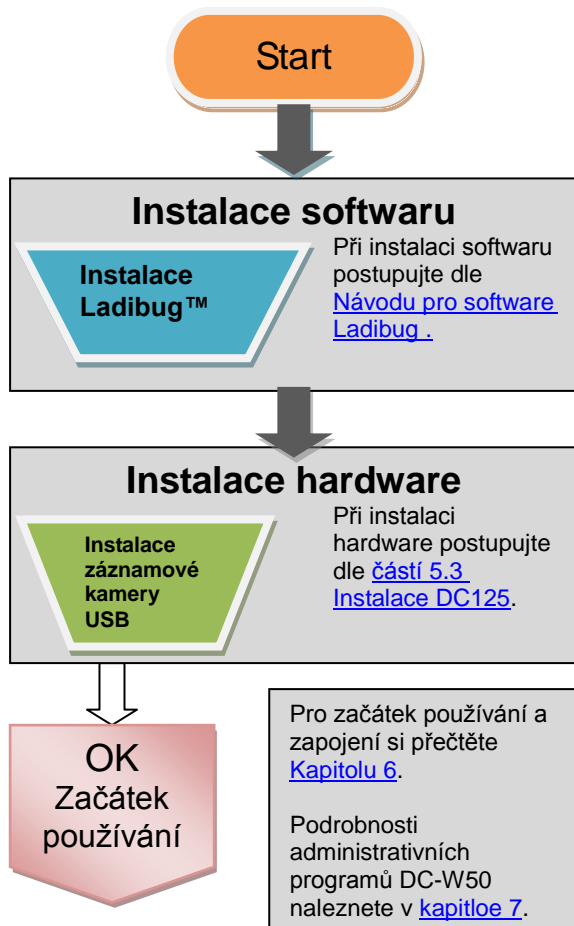 Start
Instalace softwaru
Instalace
Ladibug™
Při instalaci softwaru
postupujte dle
Návodu pro software
Ladibug .
Instalace hardware
Instalace
záznamové
kamery
USB
Při instalaci
hardware postupujte
dle částí 5.3
Instalace DC125.
OK
Začátek
používání
Pro začátek používání a
zapojení si přečtěte
Kapitolu 6.
Podrobnosti
administrativních
programů DC-W50
naleznete v kapitloe 7.